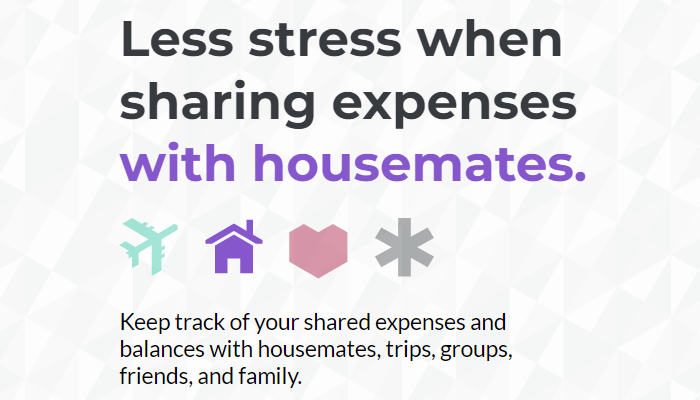 Less stress when
sharing expenses
with housemates.
Keep track of your shared expenses and
balances with housemates, trips, groups,
friends, and family.